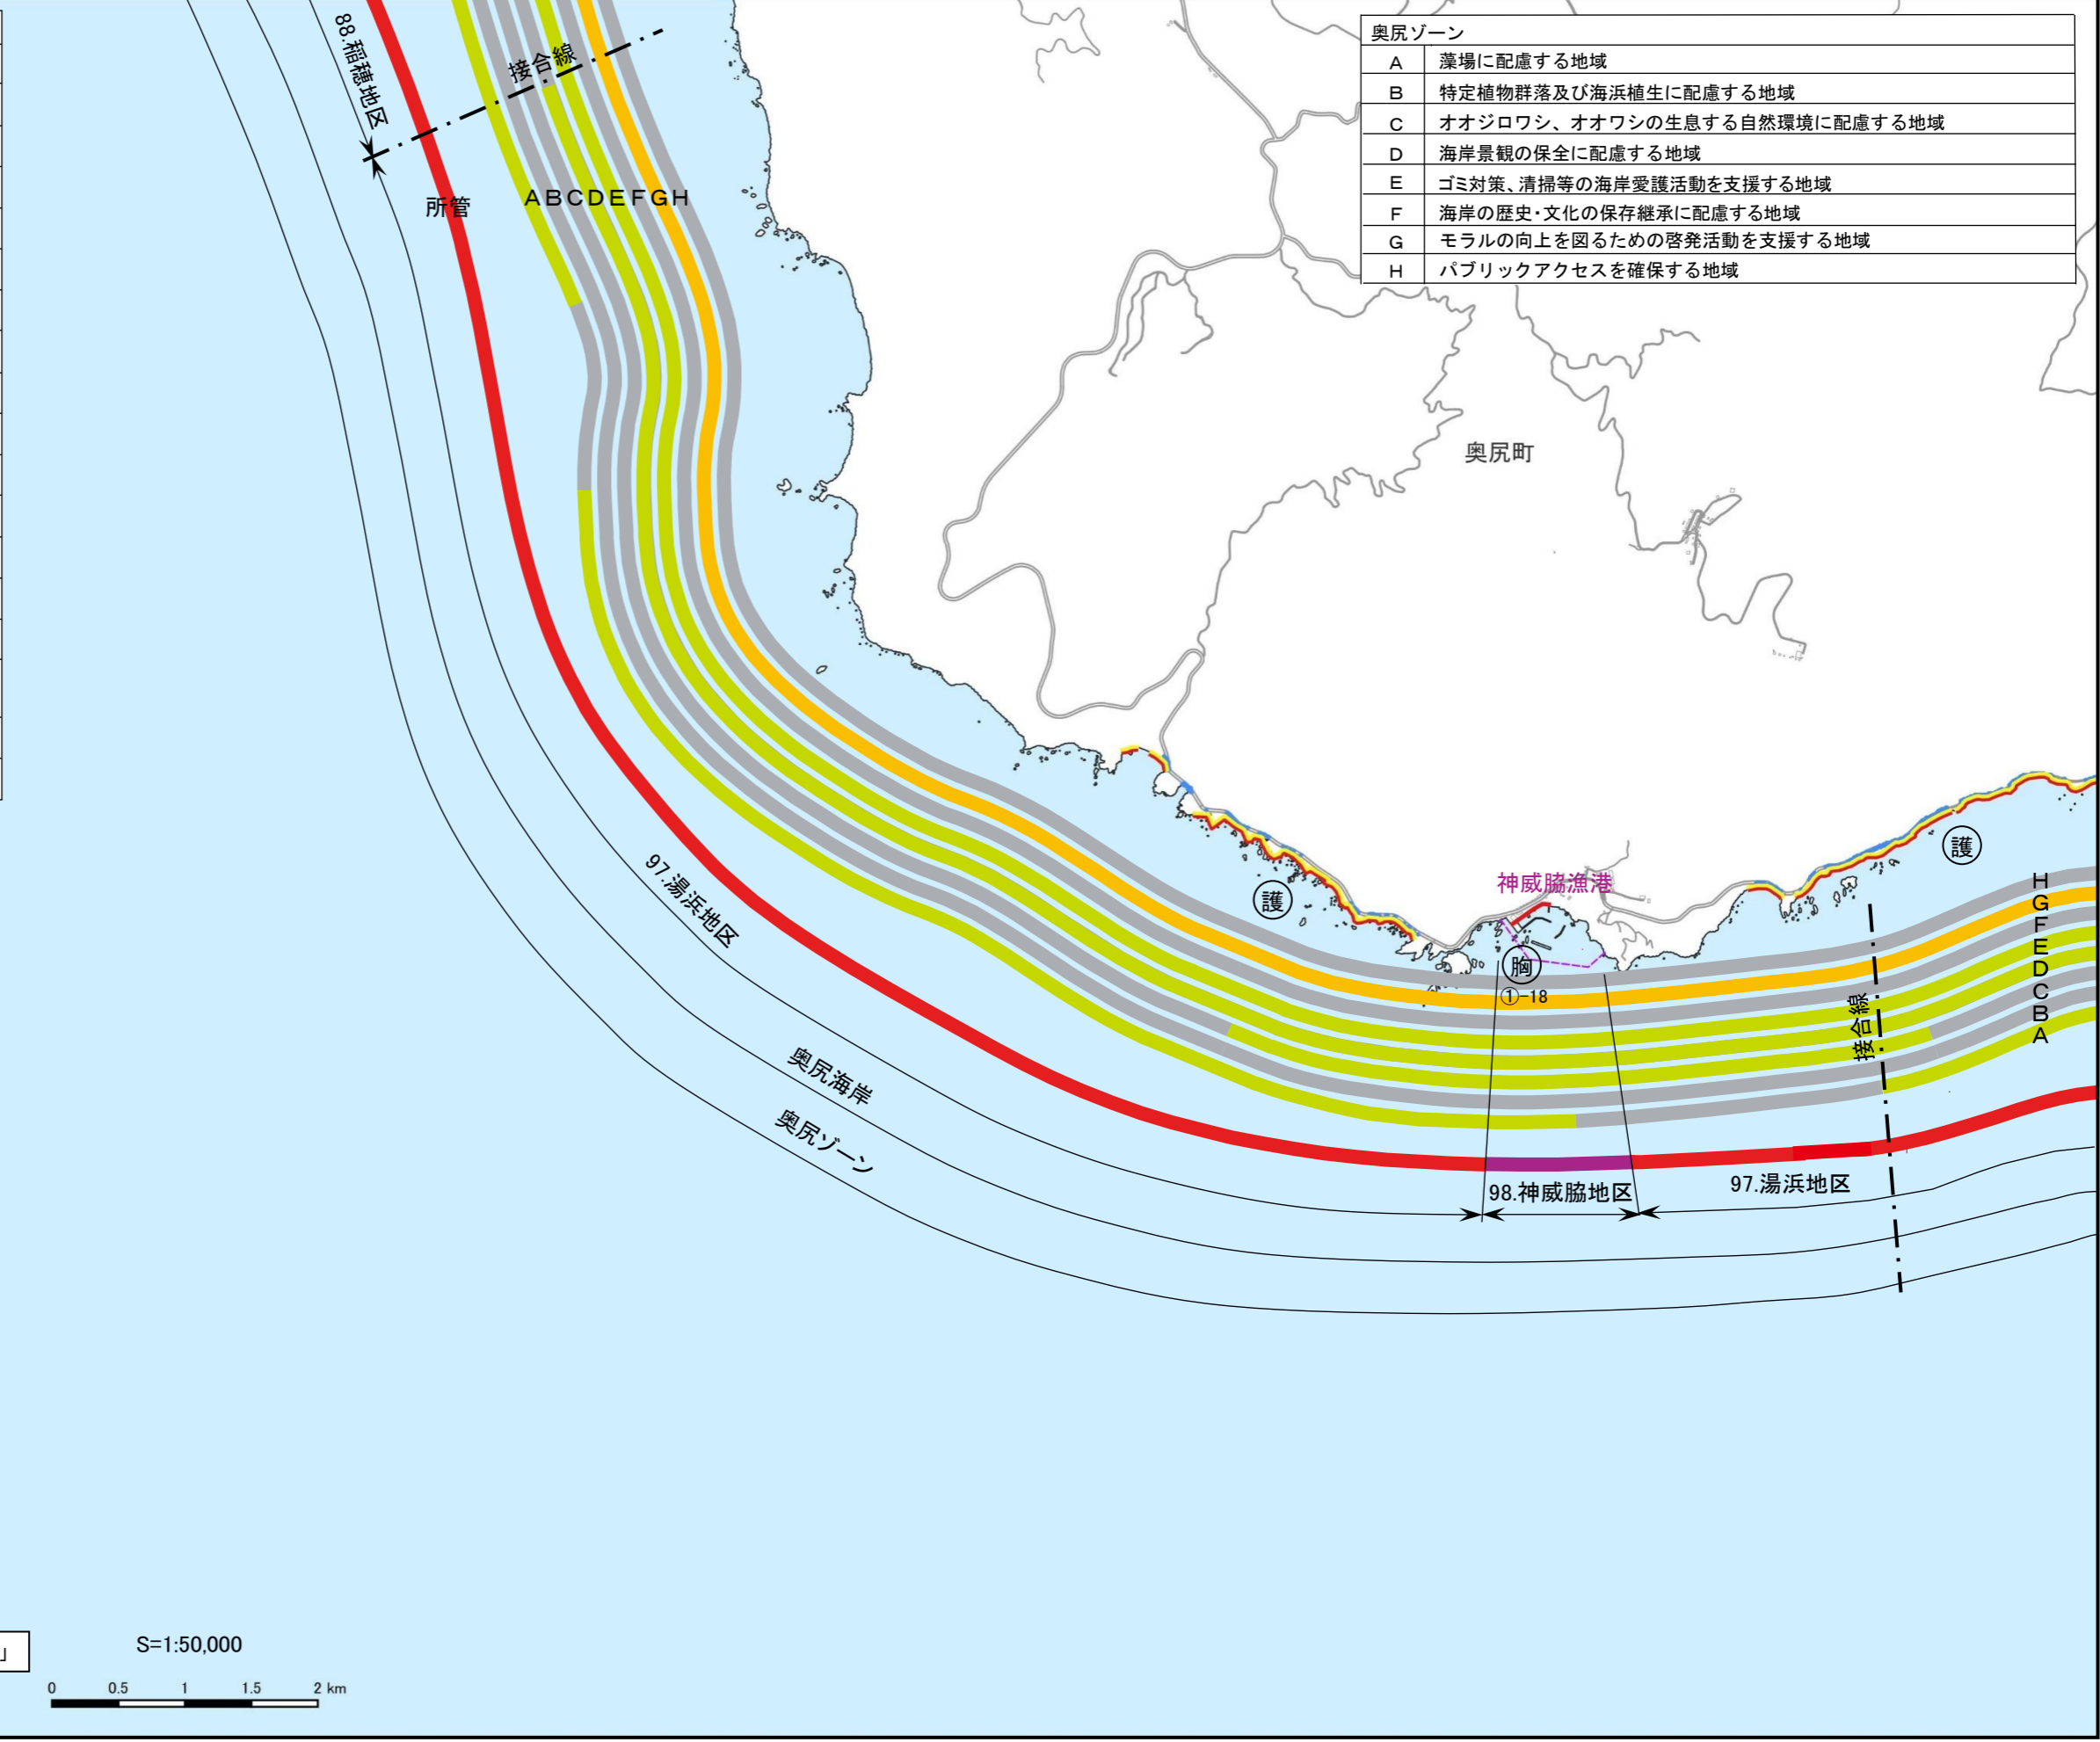 奥尻ゾーン
A 藻場に配慮する地域
B 特定植物群落及び海浜植生に配慮する地域
C オオジロワシ、オオワシの生息する自然環境に配慮する地域
D 海岸景観の保全に配慮する地域
E ゴミ対策、清掃等の海岸愛護活動を支援する地域
F 海岸の歴史・文化の保存継承に配慮する地域
G モラルの向上を図るための啓発活動を支援する地域
H パブリックアクセスを確保する地域
88.稲穂地区
接合線
所管
ABCDEFGH
奥尻町
神威脇漁港
護
護
胸
①-18
H
G
F
E
D
C
B
A
接合線
97.湯浜地区
奥尻海岸
奥尻ゾーン
98.神威脇地区
97.湯浜地区
」
S=1:50,000
0 0.5 1 1.5 2 km